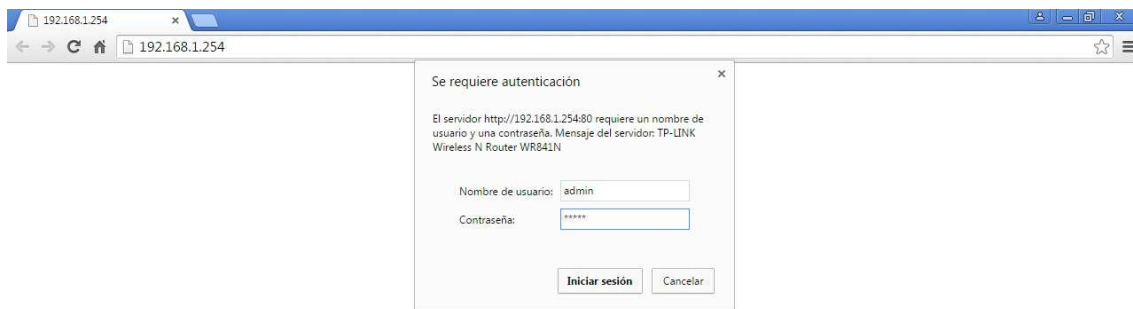 192.168.1.254
192.168.1.254
Se requiere autenticación
El servidor http://192.168.1.254:80 requiere un nombre de
usuario y una contraseña. Mensaje del servidor: TP-LINK
Wireless N Router WR841N
Nombre de usuario: admin
Contraseña: *****
Iniciar sesión Cancelar